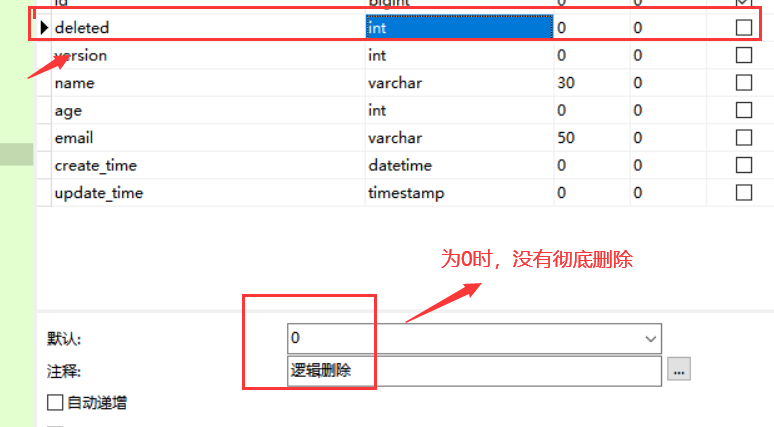 id bigint 0 0
deleted int 0 0
version int 0 0
name varchar 30 0
age int 0 0
email varchar 50 0
create_time datetime 0 0
update_time timestamp 0 0
为0时，没有彻底删除
默认: 0
注释: 逻辑删除 ...
自动递增